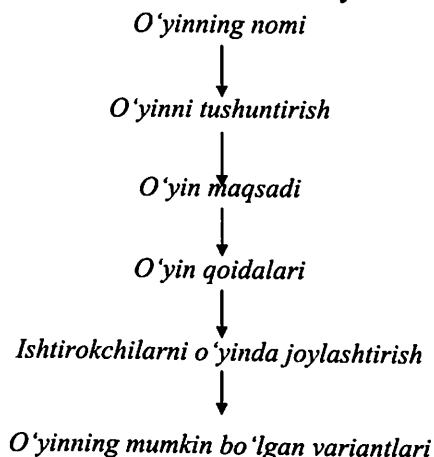 O‘yinning nomi
O‘yinni tushuntirish
O‘yin maqsadi
O‘yin qoidalari
Ishtirokchilarni o‘yinda joylashtirish
O‘yinning mumkin bo‘lgan variantlari